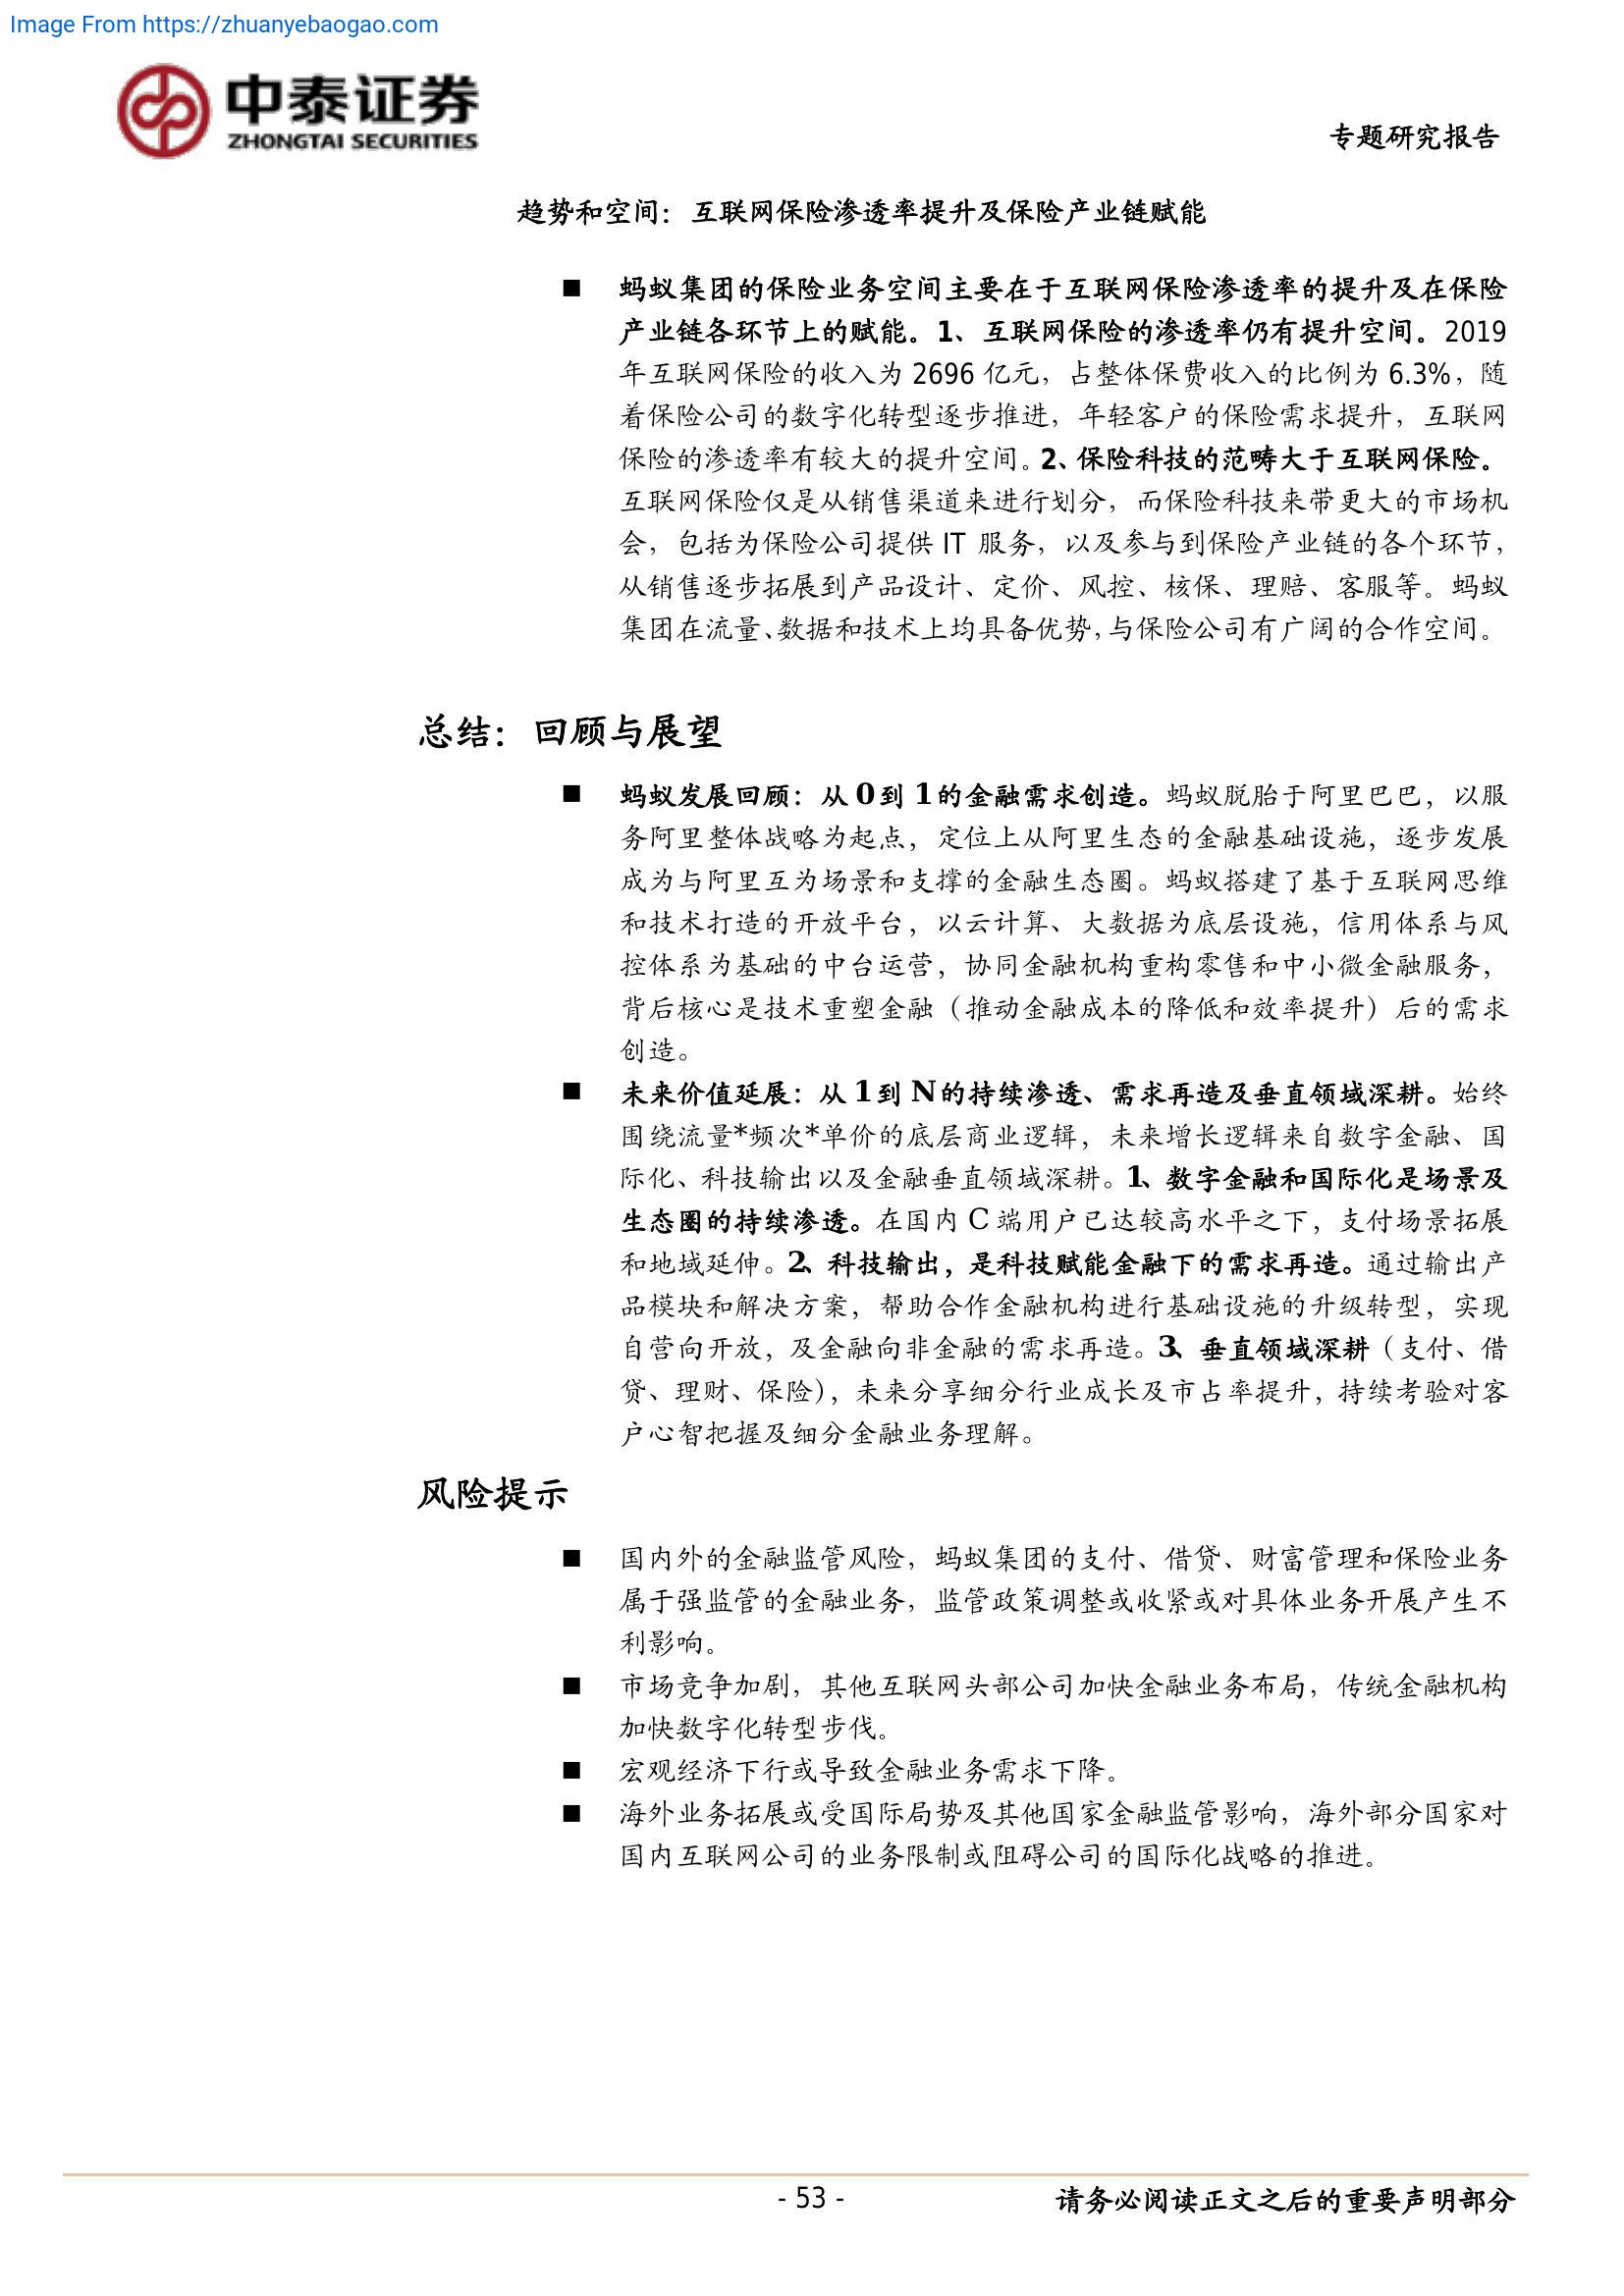 Image From https://zhuanyebaogao.com
中泰证券
ZHONGTAI SECURITIES
专题研究报告
趋势和空间：互联网保险渗透率提升及保险产业链赋能
■ 蚂蚁集团的保险业务空间主要在于互联网保险渗透率的提升及在保险
产业链各环节上的赋能。1、互联网保险的渗透率仍有提升空间。2019
年互联网保险的收入为 2696 亿元，占整体保费收入的比例为 6.3%，随
着保险公司的数字化转型逐步推进，年轻客户的保险需求提升，互联网
保险的渗透率有较大的提升空间。2、保险科技的范畴大于互联网保险。
互联网保险仅是从销售渠道来进行划分，而保险科技来带更大的市场机
会，包括为保险公司提供 IT 服务，以及参与到保险产业链的各个环节，
从销售逐步拓展到产品设计、定价、风控、核保、理赔、客服等。蚂蚁
集团在流量、数据和技术上均具备优势，与保险公司有广阔的合作空间。
总结：回顾与展望
■ 蚂蚁发展回顾：从 0 到 1 的金融需求创造。蚂蚁脱胎于阿里巴巴，以服
务阿里整体战略为起点，定位上从阿里生态的金融基础设施，逐步发展
成为与阿里互为场景和支撑的金融生态圈。蚂蚁搭建了基于互联网思维
和技术打造的开放平台，以云计算、大数据为底层设施，信用体系与风
控体系为基础的中台运营，协同金融机构重构零售和中小微金融服务，
背后核心是技术重塑金融（推动金融成本的降低和效率提升）后的需求
创造。
■ 未来价值延展：从 1 到 N 的持续渗透、需求再造及垂直领域深耕。始终
围绕流量*频次*单价的底层商业逻辑，未来增长逻辑来自数字金融、国
际化、科技输出以及金融垂直领域深耕。1、数字金融和国际化是场景及
生态圈的持续渗透。在国内 C 端用户已达较高水平之下，支付场景拓展
和地域延伸。2、科技输出，是科技赋能金融下的需求再造。通过输出产
品模块和解决方案，帮助合作金融机构进行基础设施的升级转型，实现
自营向开放，及金融向非金融的需求再造。3、垂直领域深耕（支付、借
贷、理财、保险），未来分享细分行业成长及市占率提升，持续考验对客
户心智把握及细分金融业务理解。
风险提示
■ 国内外的金融监管风险，蚂蚁集团的支付、借贷、财富管理和保险业务
属于强监管的金融业务，监管政策调整或收紧或对具体业务开展产生不
利影响。
■ 市场竞争加剧，其他互联网头部公司加快金融业务布局，传统金融机构
加快数字化转型步伐。
■ 宏观经济下行或导致金融业务需求下降。
■ 海外业务拓展或受国际局势及其他国家金融监管影响，海外部分国家对
国内互联网公司的业务限制或阻碍公司的国际化战略的推进。
- 53 -
请务必阅读正文之后的重要声明部分